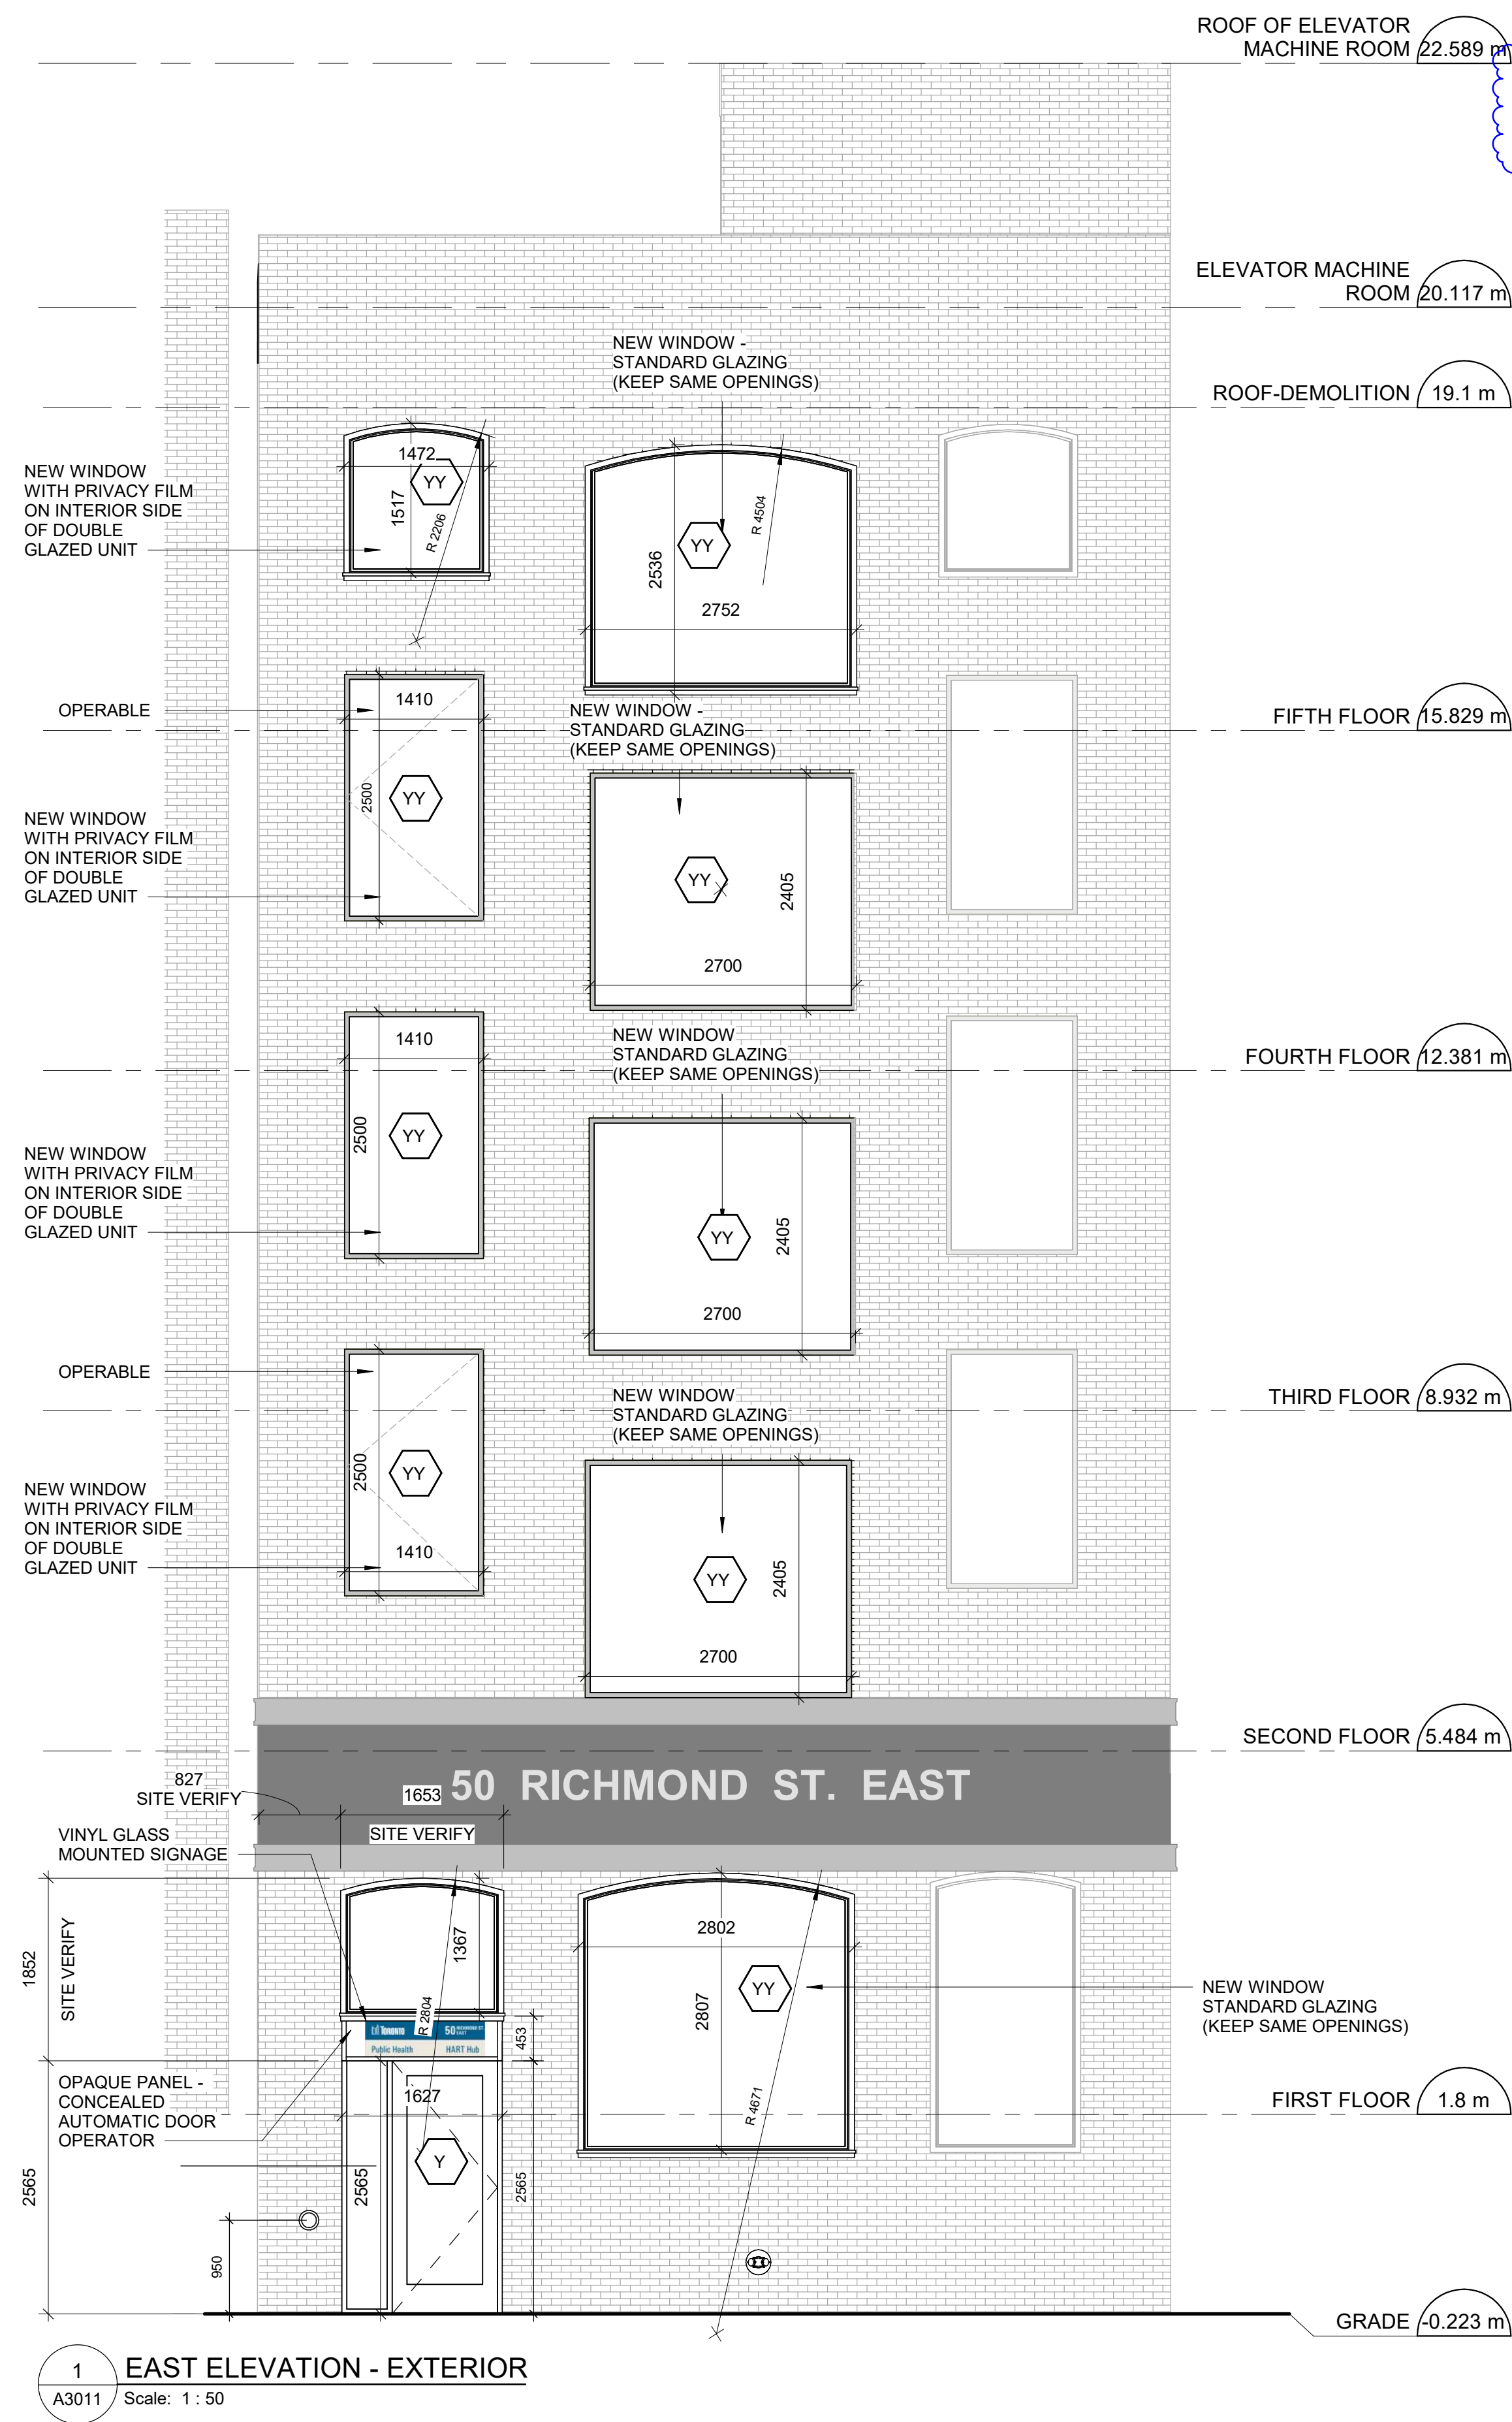 ROOF OF ELEVATOR
MACHINE ROOM 22.589 m
ELEVATOR MACHINE
ROOM 20.117 m
NEW WINDOW -
STANDARD GLAZING
(KEEP SAME OPENINGS)
ROOF-DEMOLITION 19.1 m
NEW WINDOW
WITH PRIVACY FILM
ON INTERIOR SIDE
OF DOUBLE
GLAZED UNIT
1472
YY
1517
R 2206
YY
R 4504
2536
2752
OPERABLE
1410
NEW WINDOW -
STANDARD GLAZING
(KEEP SAME OPENINGS)
FIFTH FLOOR 15.829 m
2500
YY
NEW WINDOW
WITH PRIVACY FILM
ON INTERIOR SIDE
OF DOUBLE
GLAZED UNIT
YY
2405
2700
1410
NEW WINDOW
STANDARD GLAZING
(KEEP SAME OPENINGS)
FOURTH FLOOR 12.381 m
2500
YY
NEW WINDOW
WITH PRIVACY FILM
ON INTERIOR SIDE
OF DOUBLE
GLAZED UNIT
YY
2405
2700
OPERABLE
NEW WINDOW
STANDARD GLAZING
(KEEP SAME OPENINGS)
THIRD FLOOR 8.932 m
2500
YY
NEW WINDOW
WITH PRIVACY FILM
ON INTERIOR SIDE
OF DOUBLE
GLAZED UNIT
1410
YY
2405
2700
SECOND FLOOR 5.484 m
827
SITE VERIFY
1653
SITE VERIFY
50 RICHMOND ST. EAST
VINYL GLASS
MOUNTED SIGNAGE
1852
SITE VERIFY
1367
R 2804
2802
YY
2807
R 4671
NEW WINDOW
STANDARD GLAZING
(KEEP SAME OPENINGS)
TORONTO
50 RICHMOND ST.
EAST
Public Health HART Hub
453
OPAQUE PANEL -
CONCEALED
AUTOMATIC DOOR
OPERATOR
1627
FIRST FLOOR 1.8 m
Y
2565
2565
2565
950
GRADE -0.223 m
1
A3011
EAST ELEVATION - EXTERIOR
Scale: 1 : 50